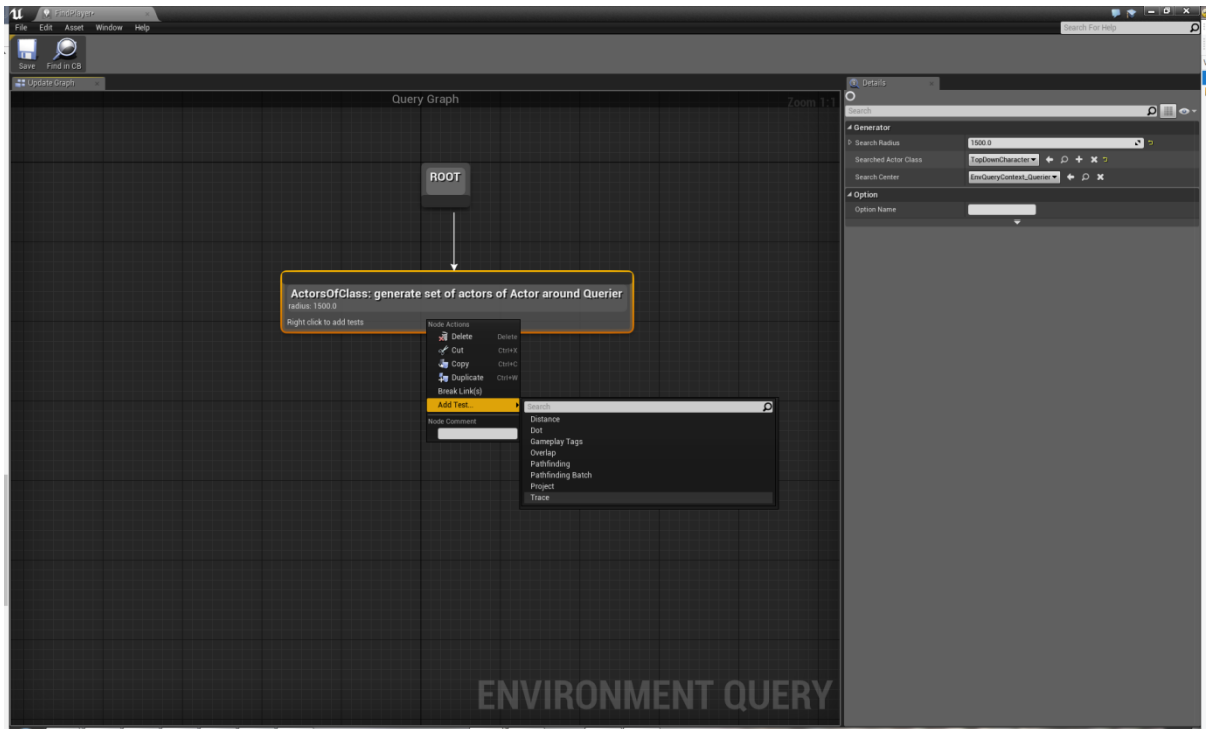 FindPlayer*
File Edit Asset Window Help
Search For Help
Save Find in CB
Update Graph
Query Graph
Zoom 1:1
ROOT
ActorsOfClass: generate set of actors of Actor around Querier
radius: 1500.0
Right click to add tests
Node Actions
Delete Delete
Cut Ctrl+X
Copy Ctrl+C
Duplicate Ctrl+W
Break Link(s)
Add Test...
Node Comment
Search
Distance
Dot
Gameplay Tags
Overlap
Pathfinding
Pathfinding Batch
Project
Trace
ENVIRONMENT QUERY
Details
Search
Generator
Search Radius 1500.0
Searched Actor Class TopDownCharacter
Search Center EnvQueryContext_Querier
Option
Option Name